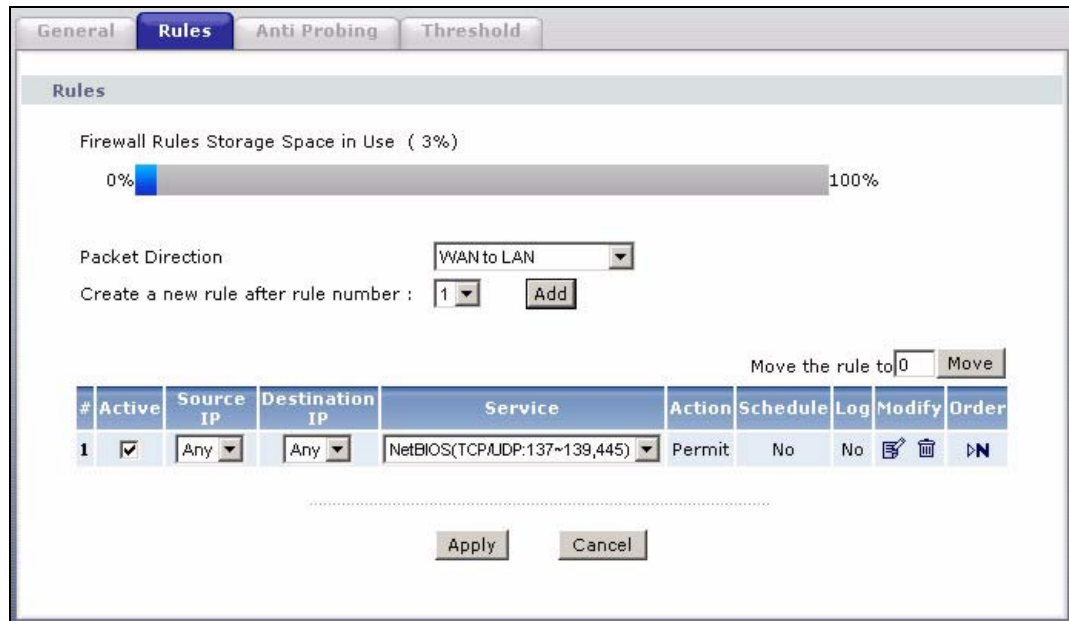 General Rules Anti Probing Threshold
Rules
Firewall Rules Storage Space in Use ( 3%)
0% 100%
Packet Direction WAN to LAN
Create a new rule after rule number : 1 Add
Move the rule to 0 Move
# Active Source IP Destination IP Service Action Schedule Log Modify Order
1 Any Any NetBIOS(TCP/UDP:137~139,445) Permit No No N
Apply Cancel